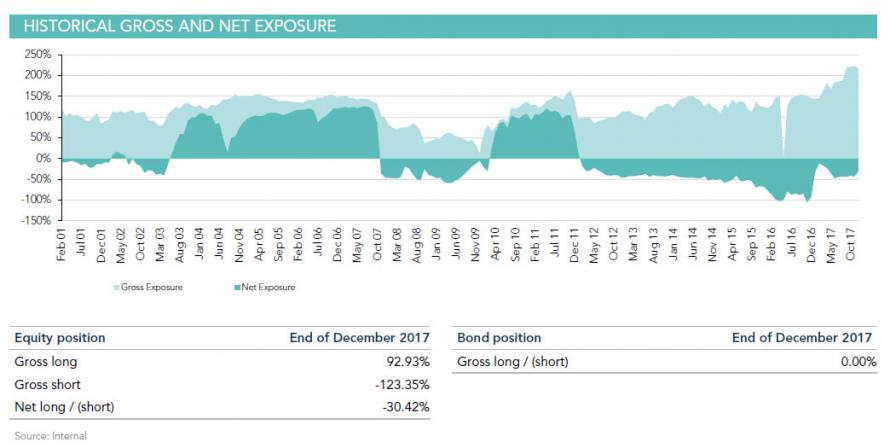 HISTORICAL GROSS AND NET EXPOSURE
250%
200%
150%
100%
50%
0%
-50%
-100%
-150%
Feb 01
Jul 01
Dec 01
May 02
Oct 02
Mar 03
Aug 03
Jan 04
Jun 04
Nov 04
Apr 05
Sep 05
Feb 06
Jul 06
Dec 06
May 07
Oct 07
Mar 08
Aug 08
Jan 09
Jun 09
Nov 09
Apr 10
Sep 10
Feb 11
Jul 11
Dec 11
May 12
Oct 12
Mar 13
Aug 13
Jan 14
Jun 14
Nov 14
Apr 15
Sep 15
Feb 16
Jul 16
Dec 16
May 17
Oct 17
Gross Exposure Net Exposure
Equity position End of December 2017
Gross long 92.93%
Gross short -123.35%
Net long / (short) -30.42%
Bond position End of December 2017
Gross long / (short) 0.00%
Source: Internal